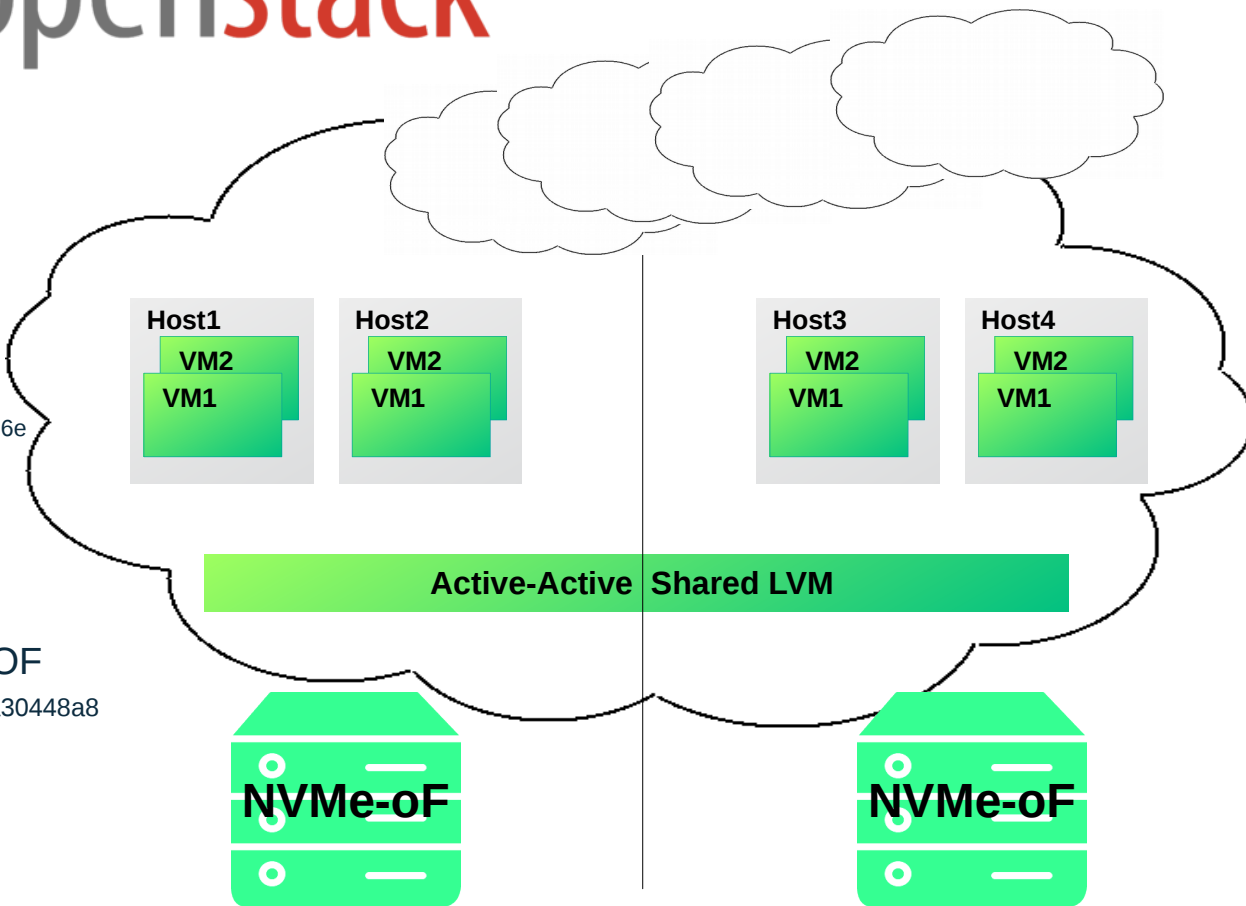 openstack
Host1
VM2
VM1
Host2
VM2
VM1
Host3
VM2
VM1
Host4
VM2
VM1
6e
Active-Active Shared LVM
OF
30448a8
NVMe-oF
NVMe-oF